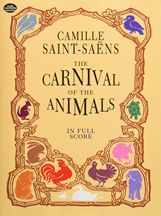 CAMILLE
SAINT-SAËNS
THE
CARNIVAL
OF THE
ANIMALS
IN FULL
SCORE